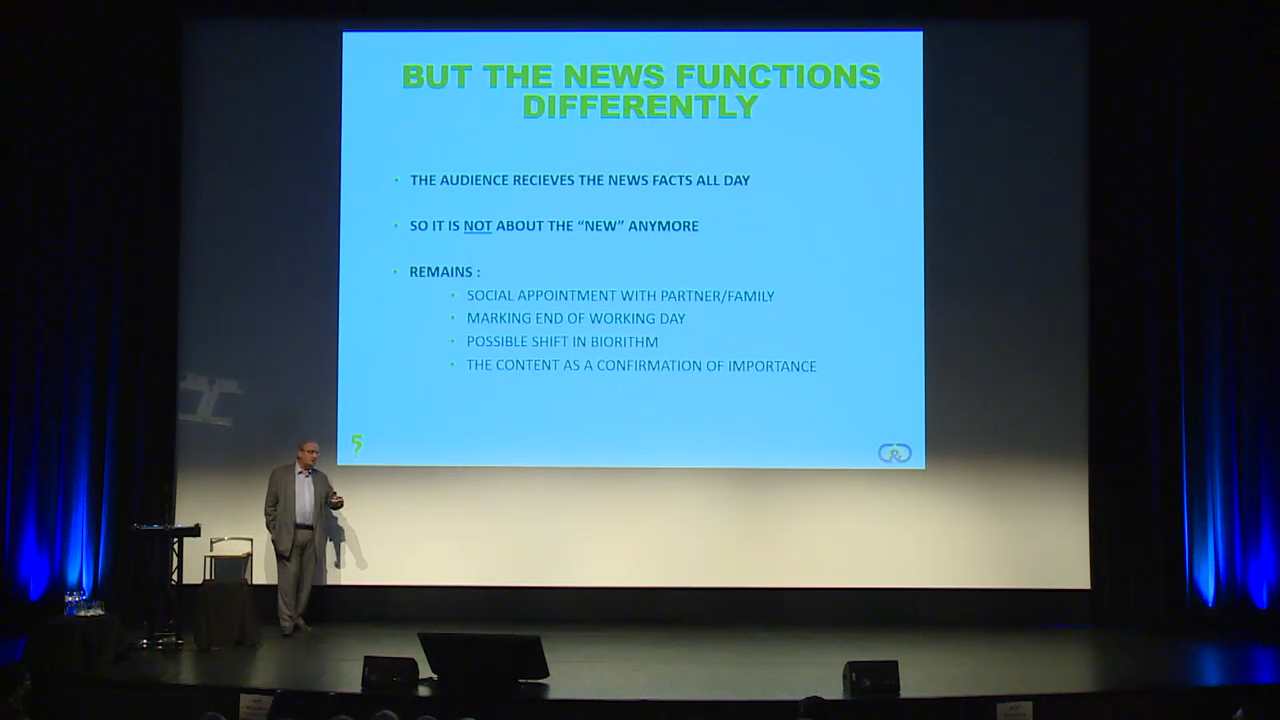 BUT THE NEWS FUNCTIONS
DIFFERENTLY
• THE AUDIENCE RECIEVES THE NEWS FACTS ALL DAY
• SO IT IS NOT ABOUT THE “NEW” ANYMORE
• REMAINS :
• SOCIAL APPOINTMENT WITH PARTNER/FAMILY
• MARKING END OF WORKING DAY
• POSSIBLE SHIFT IN BIORITHM
• THE CONTENT AS A CONFIRMATION OF IMPORTANCE